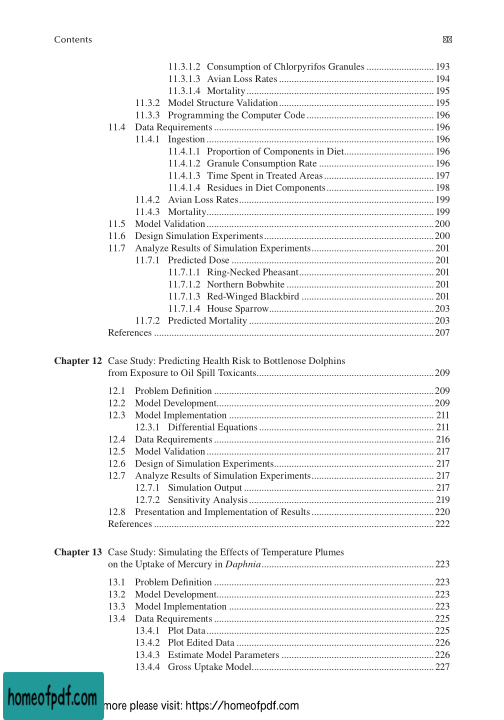 Contents
11.3.1.2 Consumption of Chlorpyrifos Granules ........................... 193
11.3.1.3 Avian Loss Rates .............................................................. 194
11.3.1.4 Mortality........................................................................... 195
11.3.2 Model Structure Validation.............................................................. 195
11.3.3 Programming the Computer Code................................................... 196
11.4 Data Requirements ....................................................................................... 196
11.4.1 Ingestion ........................................................................................... 196
11.4.1.1 Proportion of Components in Diet.................................... 196
11.4.1.2 Granule Consumption Rate .............................................. 196
11.4.1.3 Time Spent in Treated Areas............................................ 197
11.4.1.4 Residues in Diet Components........................................... 198
11.4.2 Avian Loss Rates.............................................................................. 199
11.4.3 Mortality........................................................................................... 199
11.5 Model Validation .......................................................................................... 200
11.6 Design Simulation Experiments................................................................... 200
11.7 Analyze Results of Simulation Experiments................................................ 201
11.7.1 Predicted Dose ................................................................................. 201
11.7.1.1 Ring-Necked Pheasant...................................................... 201
11.7.1.2 Northern Bobwhite ........................................................... 201
11.7.1.3 Red-Winged Blackbird ..................................................... 201
11.7.1.4 House Sparrow.................................................................. 203
11.7.2 Predicted Mortality .......................................................................... 203
References ............................................................................................................... 207
Chapter 12 Case Study: Predicting Health Risk to Bottlenose Dolphins
from Exposure to Oil Spill Toxicants....................................................................... 209
12.1 Problem Definition ....................................................................................... 209
12.2 Model Development...................................................................................... 209
12.3 Model Implementation ................................................................................. 211
12.3.1 Differential Equations ...................................................................... 211
12.4 Data Requirements ....................................................................................... 216
12.5 Model Validation .......................................................................................... 217
12.6 Design of Simulation Experiments............................................................... 217
12.7 Analyze Results of Simulation Experiments................................................ 217
12.7.1 Simulation Output ............................................................................ 217
12.7.2 Sensitivity Analysis.......................................................................... 219
12.8 Presentation and Implementation of Results ................................................ 220
References ............................................................................................................... 222
Chapter 13 Case Study: Simulating the Effects of Temperature Plumes
on the Uptake of Mercury in Daphnia..................................................................... 223
13.1 Problem Definition ....................................................................................... 223
13.2 Model Development...................................................................................... 223
13.3 Model Implementation ................................................................................. 223
13.4 Data Requirements ....................................................................................... 225
13.4.1 Plot Data........................................................................................... 225
13.4.2 Plot Edited Data ............................................................................... 226
13.4.3 Estimate Model Parameters ............................................................. 226
13.4.4 Gross Uptake Model......................................................................... 227
homeofpdf.com
more please visit: https://homeofpdf.com